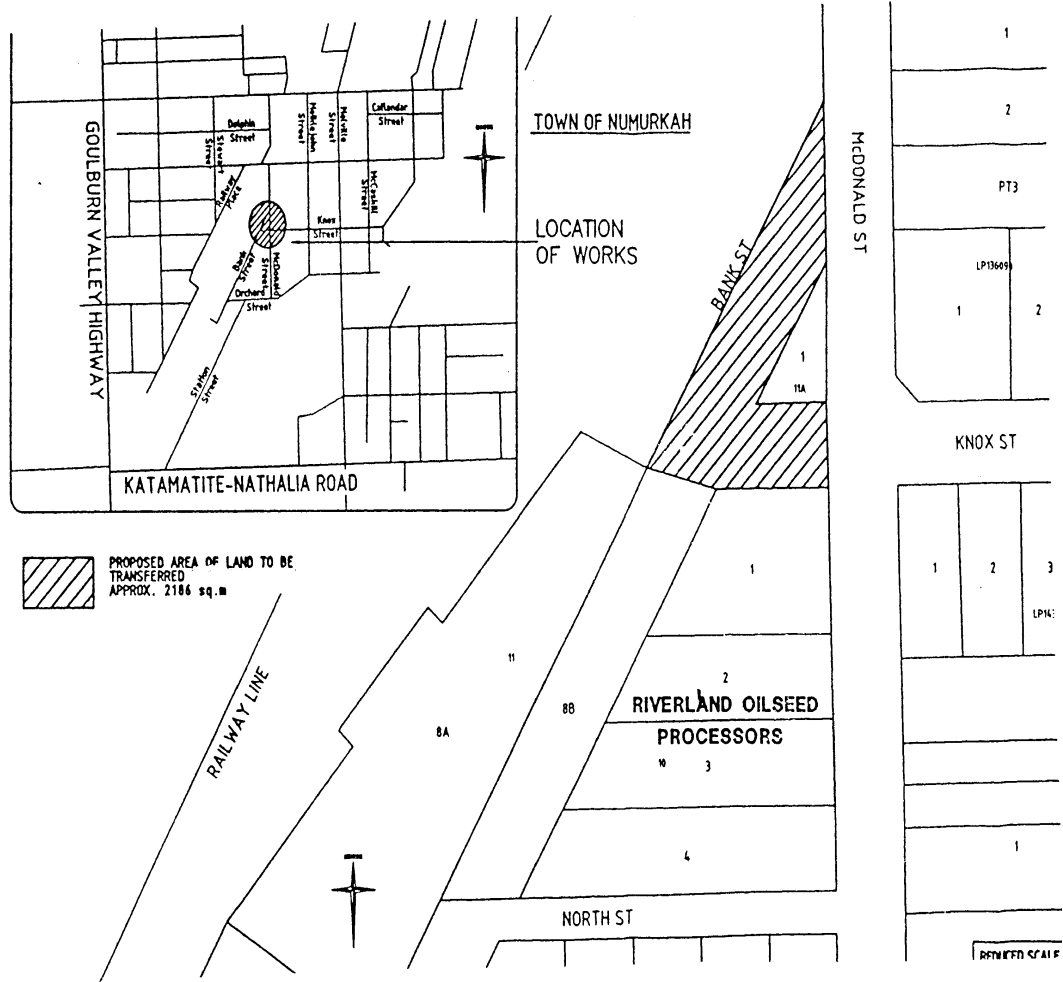 TOWN OF NUMURKAH
LOCATION
OF WORKS
GOULBURN VALLEY HIGHWAY
Dolphin
Street
Stewart
Street
Railway
Place
Meiklejohn
Street
Melville
Street
Callandar
Street
McCaskill
Street
Knox
Street
Bank
Street
McDonald
Street
Orchard
Street
Station
Street
KATAMATITE-NATHALIA ROAD
PROPOSED AREA OF LAND TO BE
TRANSFERRED
APPROX. 2186 sq.m
RAILWAY LINE
BANK ST
McDONALD ST
KNOX ST
NORTH ST
1
2
PT3
LP13609
1
2
1
11A
1
2
3
LP14
1
11
8A
8B
1
2
RIVERLAND OILSEED
PROCESSORS
10
3
4
REDUCED SCALE